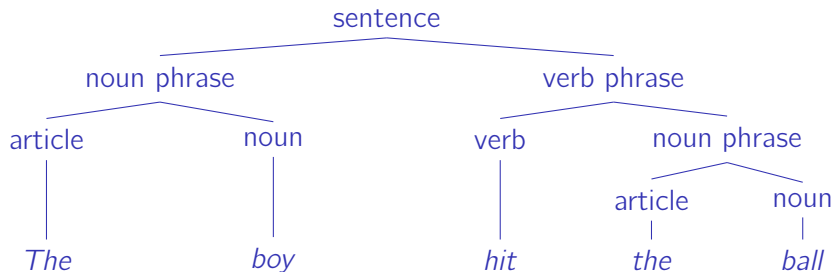 sentence
noun phrase verb phrase
article noun verb noun phrase
article noun
The boy hit the ball